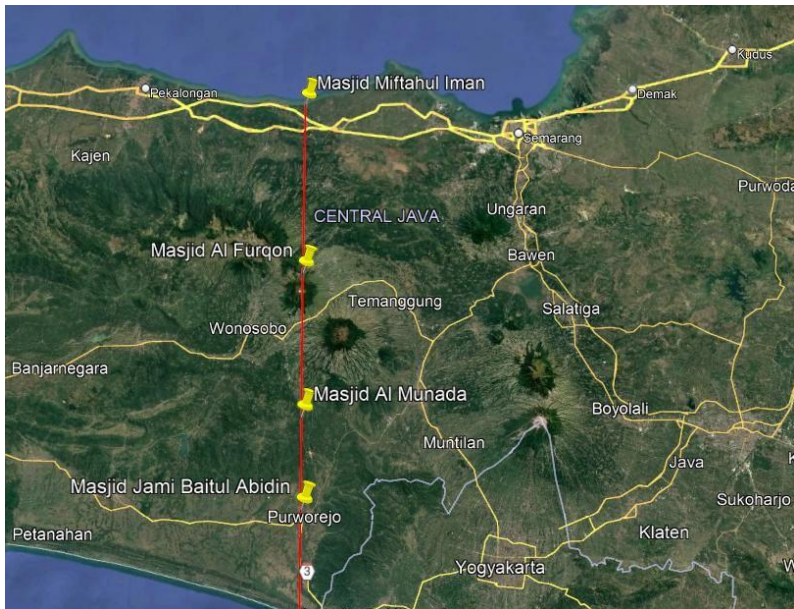 Kudus
Masjid Miftahul Iman
Pekalongan
Demak
Semarang
Kajen
Purwoda
CENTRAL JAVA
Ungaran
Masjid Al Furqon
Bawen
Temanggung
Salatiga
Wonosobo
Banjarnegara
Masjid Al Munada
Boyolali
Muntilan
Java
K
Masjid Jami Baitul Abidin
Sukoharjo
Purworejo
Petanahan
Klaten
Yogyakarta
W
3